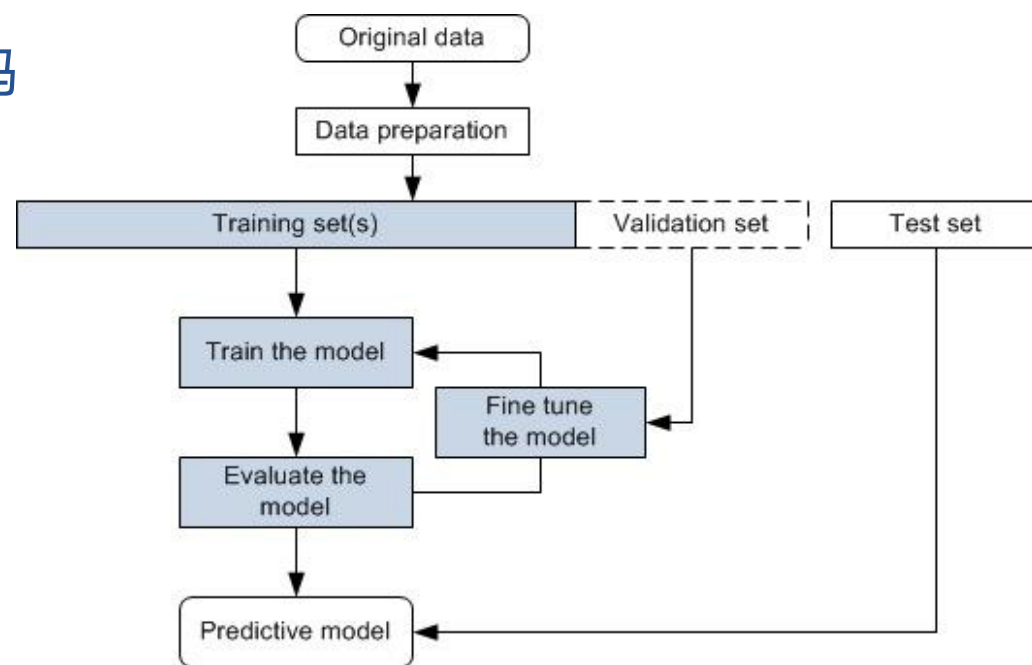 Original data
Data preparation
Training set(s)
Validation set
Test set
Train the model
Fine tune
the model
Evaluate the
model
Predictive model